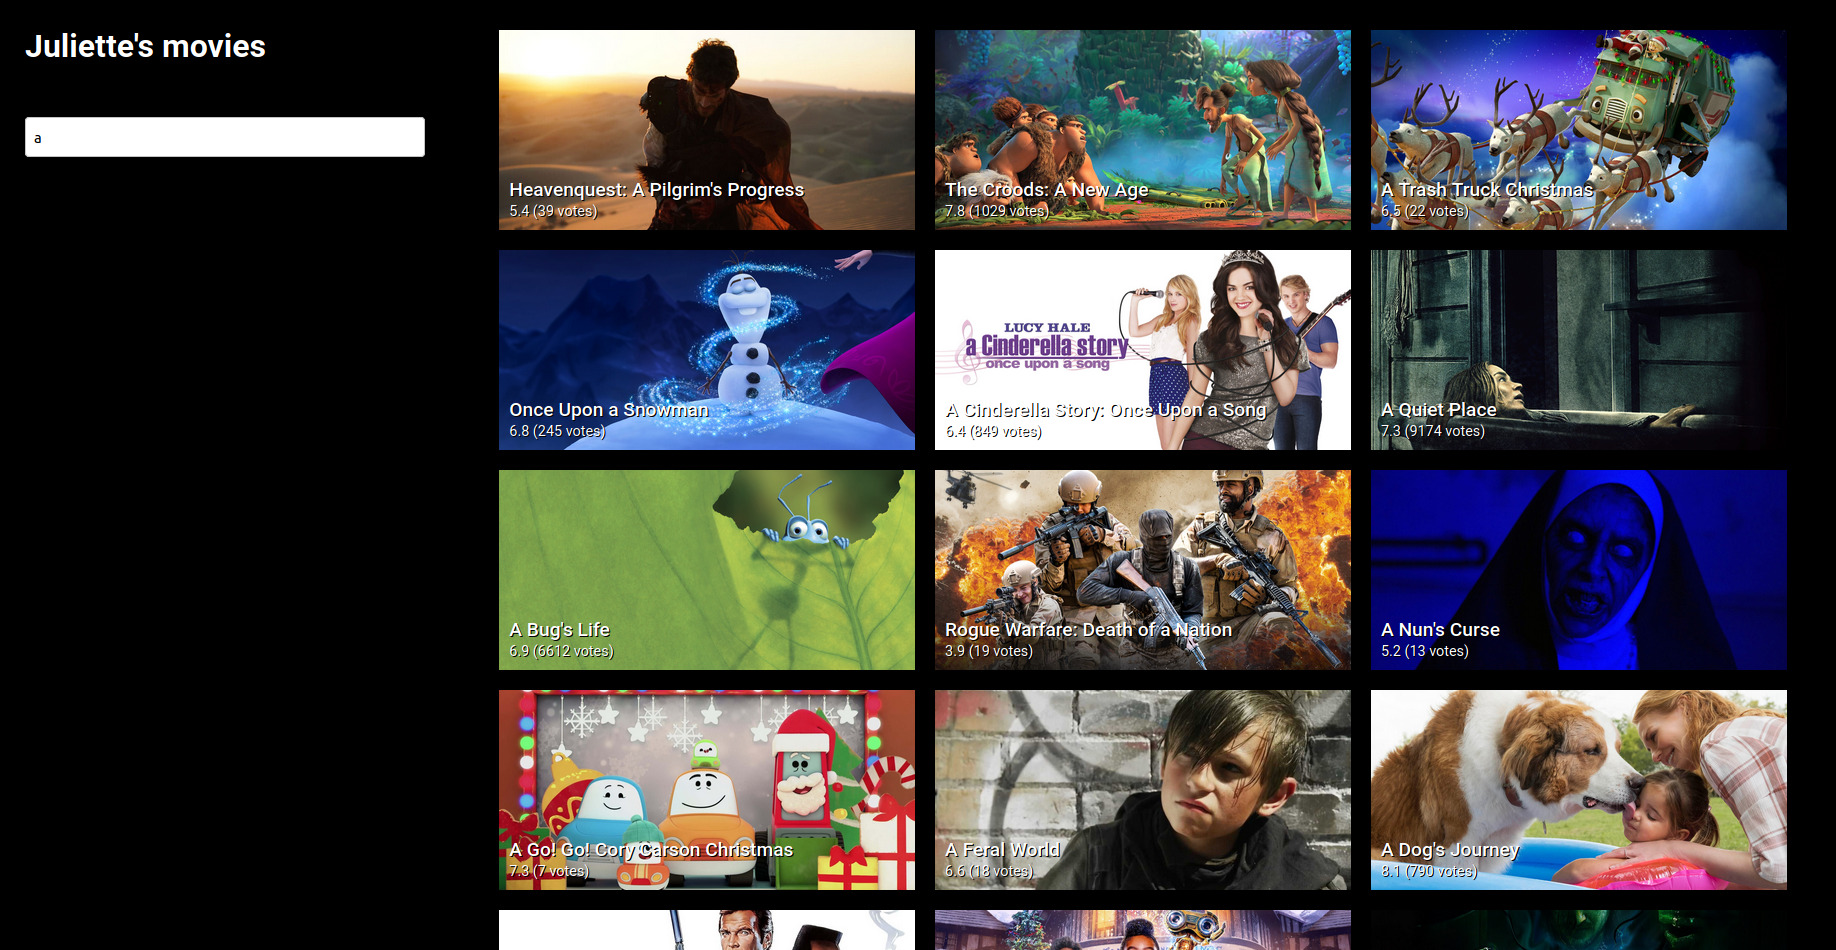 Juliette's movies
a
Heavenquest: A Pilgrim's Progress
5.4 (39 votes)
The Croods: A New Age
7.8 (1029 votes)
A Trash Truck Christmas
6.5 (22 votes)
Once Upon a Snowman
6.8 (245 votes)
LUCY HALE
a Cinderella story
once upon a song
A Cinderella Story: Once Upon a Song
6.4 (849 votes)
A Quiet Place
7.3 (9174 votes)
A Bug's Life
6.9 (6612 votes)
Rogue Warfare: Death of a Nation
3.9 (19 votes)
A Nun's Curse
5.2 (13 votes)
A Go! Go! Cory Carson Christmas
7.3 (7 votes)
A Feral World
6.6 (18 votes)
A Dog's Journey
8.1 (790 votes)